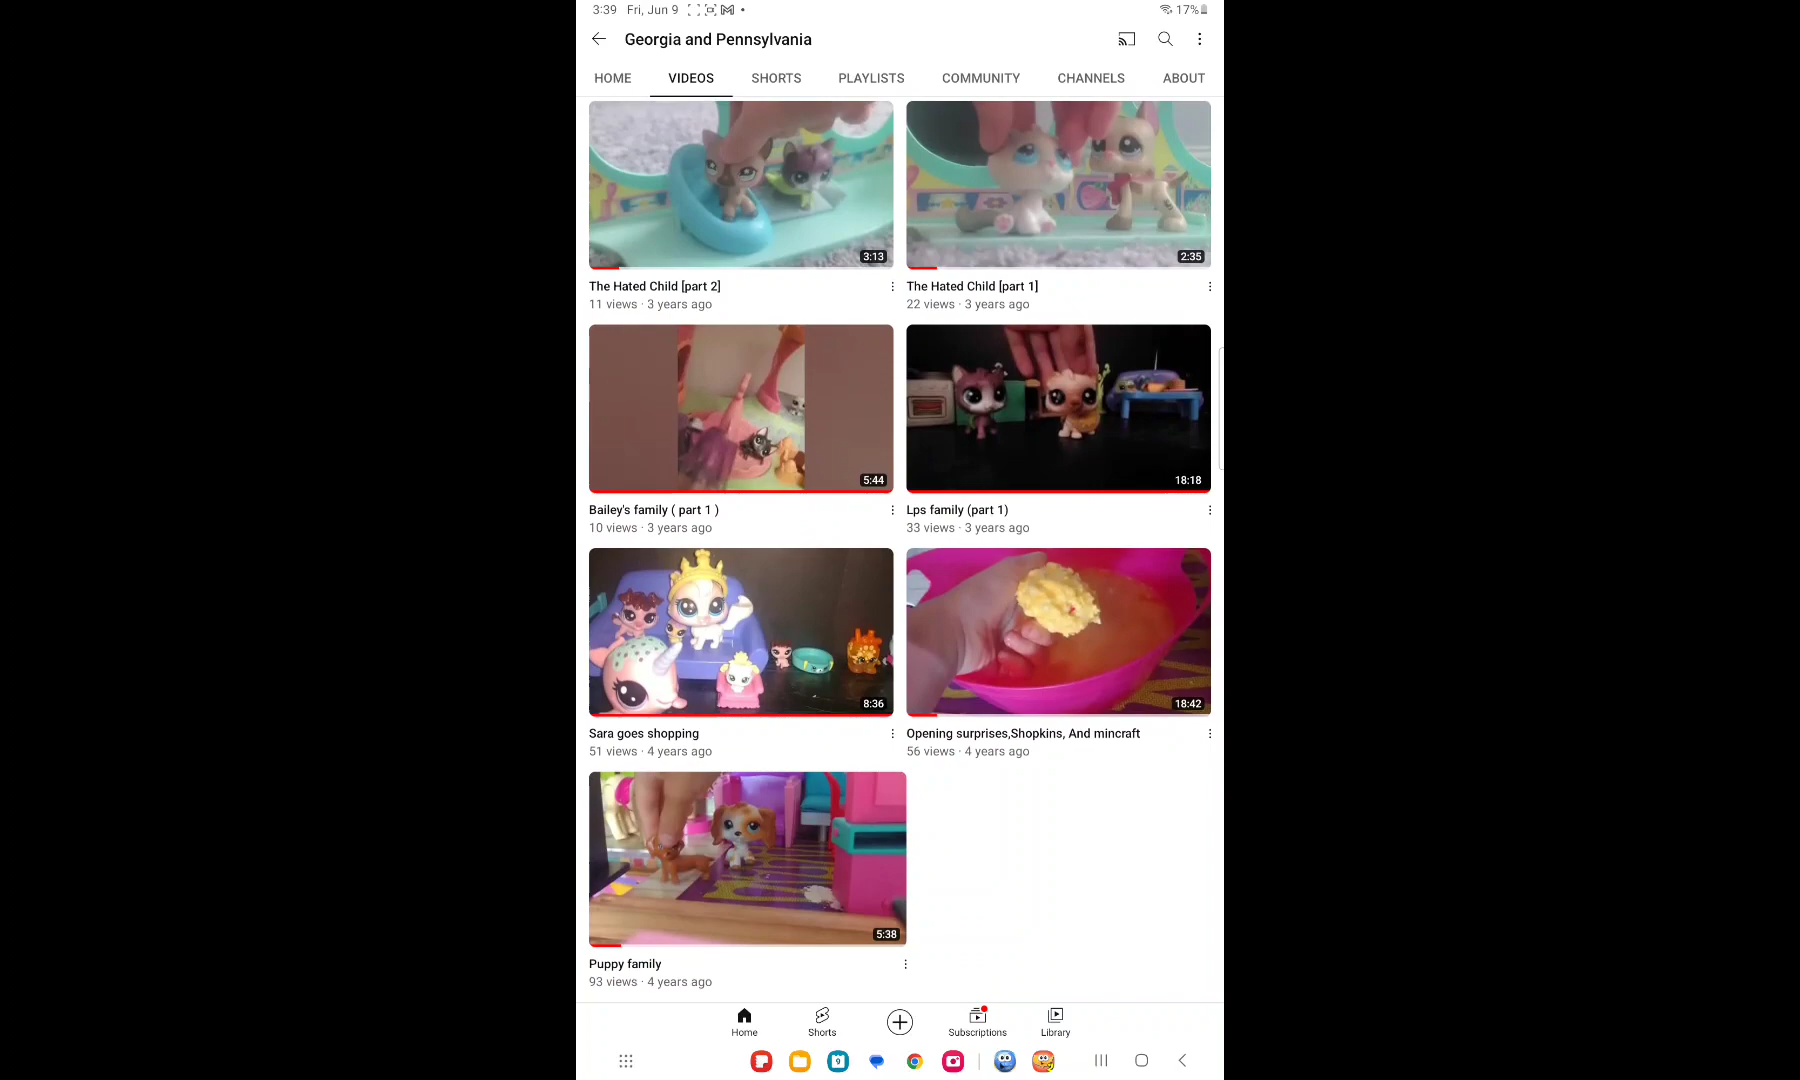 3:39 Fri, Jun 9
17%
Georgia and Pennsylvania
HOME VIDEOS SHORTS PLAYLISTS COMMUNITY CHANNELS ABOUT
3:13 2:35
The Hated Child [part 2] The Hated Child [part 1]
11 views · 3 years ago 22 views · 3 years ago
5:44 18:18
Bailey's family ( part 1 ) Lps family (part 1)
10 views · 3 years ago 33 views · 3 years ago
8:36 18:42
Sara goes shopping Opening surprises,Shopkins, And mincraft
51 views · 4 years ago 56 views · 4 years ago
5:38
Puppy family
93 views · 4 years ago
Home Shorts Subscriptions Library
9